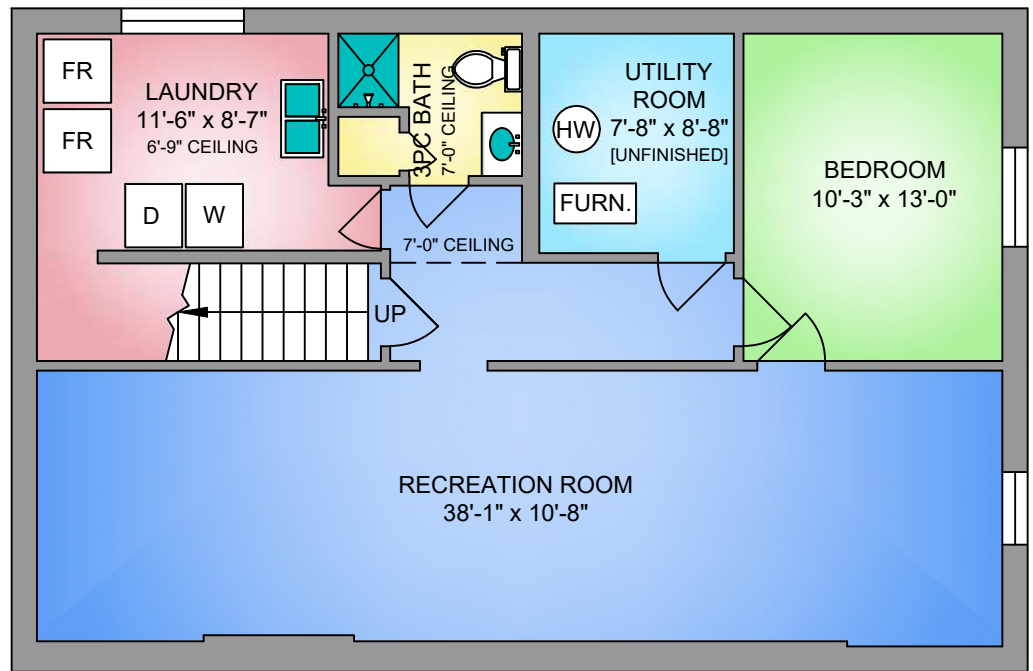 FR
FR
LAUNDRY
11'-6" x 8'-7"
6'-9" CEILING
D
W
3PC BATH
7'-0" CEILING
UTILITY
ROOM
7'-8" x 8'-8"
[UNFINISHED]
HW
FURN.
BEDROOM
10'-3" x 13'-0"
7'-0" CEILING
UP
RECREATION ROOM
38'-1" x 10'-8"